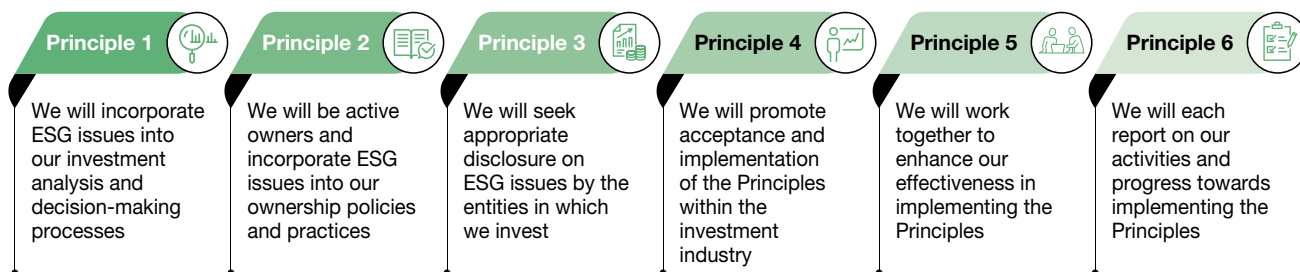 Principle 1
We will incorporate
ESG issues into
our investment
analysis and
decision-making
processes
Principle 2
We will be active
owners and
incorporate ESG
issues into our
ownership policies
and practices
Principle 3
We will seek
appropriate
disclosure on
ESG issues by the
entities in which
we invest
Principle 4
We will promote
acceptance and
implementation
of the Principles
within the
investment
industry
Principle 5
We will work
together to
enhance our
effectiveness in
implementing the
Principles
Principle 6
We will each
report on our
activities and
progress towards
implementing the
Principles